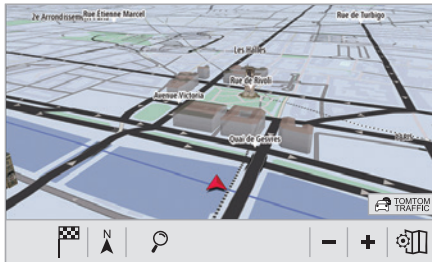 2e Arrondissem
Rue Étienne Marcel
Rue de Turbigo
Les Halles
Rue de Rivoli
Avenue Victoria
Quai de Gesvres
TOMTOM
TRAFFIC
N